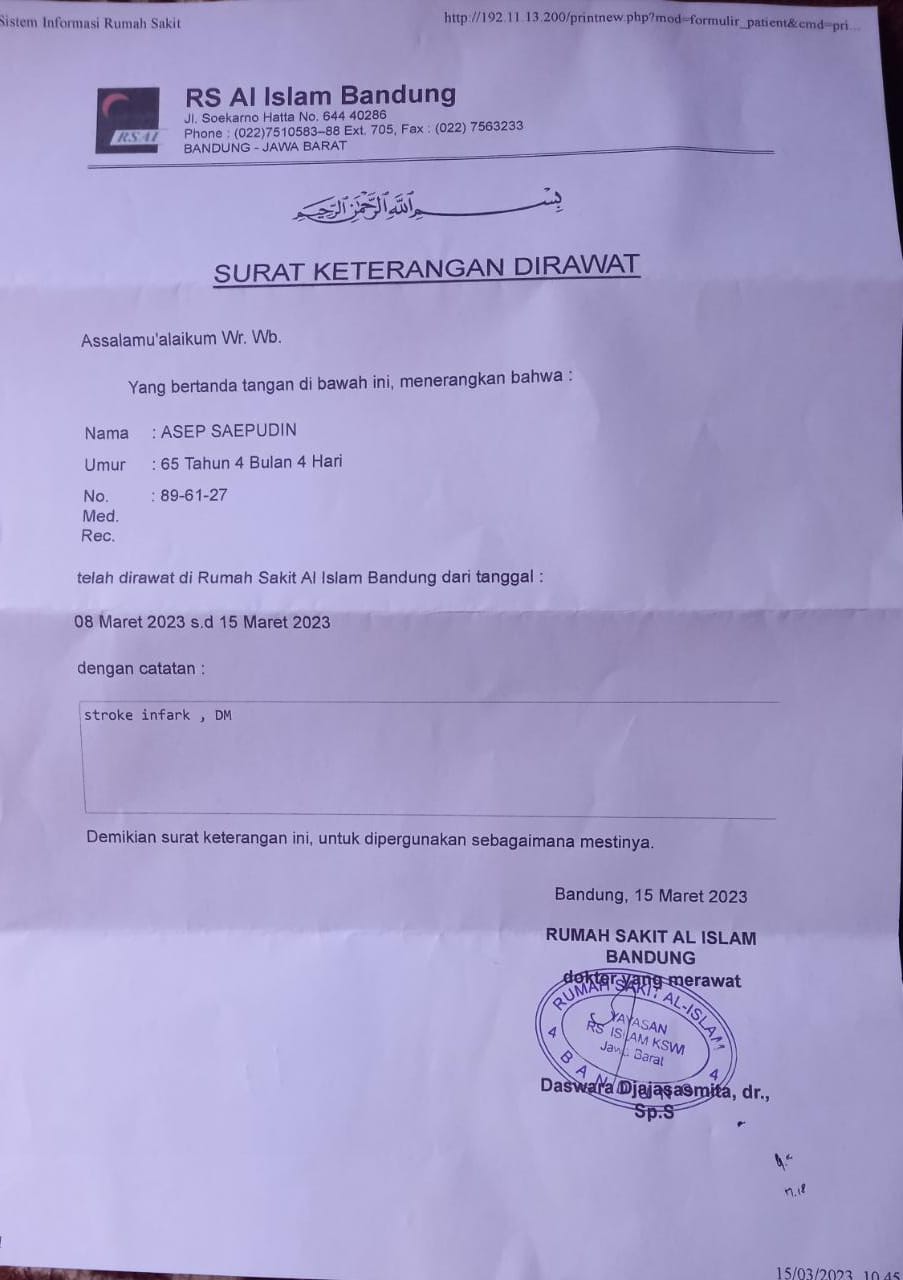 Sistem Informasi Rumah Sakit
http://192.11.13.200/printnew.php?mod=formulir_patient&cmd=pri...
RSAI
RS Al Islam Bandung
Jl. Soekarno Hatta No. 644 40286
Phone : (022)7510583–88 Ext. 705, Fax : (022) 7563233
BANDUNG - JAWA BARAT
بِسْمِ اللهِ الرَّحْمٰنِ الرَّحِيْمِ
SURAT KETERANGAN DIRAWAT
Assalamu'alaikum Wr. Wb.
Yang bertanda tangan di bawah ini, menerangkan bahwa :
Nama : ASEP SAEPUDIN
Umur : 65 Tahun 4 Bulan 4 Hari
No. : 89-61-27
Med.
Rec.
telah dirawat di Rumah Sakit Al Islam Bandung dari tanggal :
08 Maret 2023 s.d 15 Maret 2023
dengan catatan :
stroke infark , DM
Demikian surat keterangan ini, untuk dipergunakan sebagaimana mestinya.
Bandung, 15 Maret 2023
RUMAH SAKIT AL ISLAM
BANDUNG
dokter yang merawat
RUMAH SAKIT AL-ISLAM
YAYASAN
RS ISLAM KSWI
Jawa Barat
4 BANDUNG 4
Daswara Djajasasmita, dr.,
Sp.S
15/03/2023 10.45